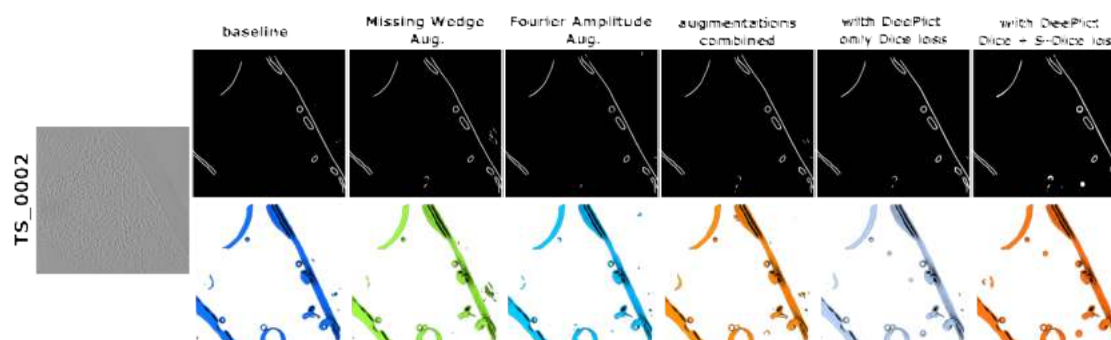 baseline
Missing Wedge
Aug.
Fourier Amplitude
Aug.
augmentations
combined
with DeePict
only Dice loss
with DeePict
Dice + S-Dice loss
TS_0002